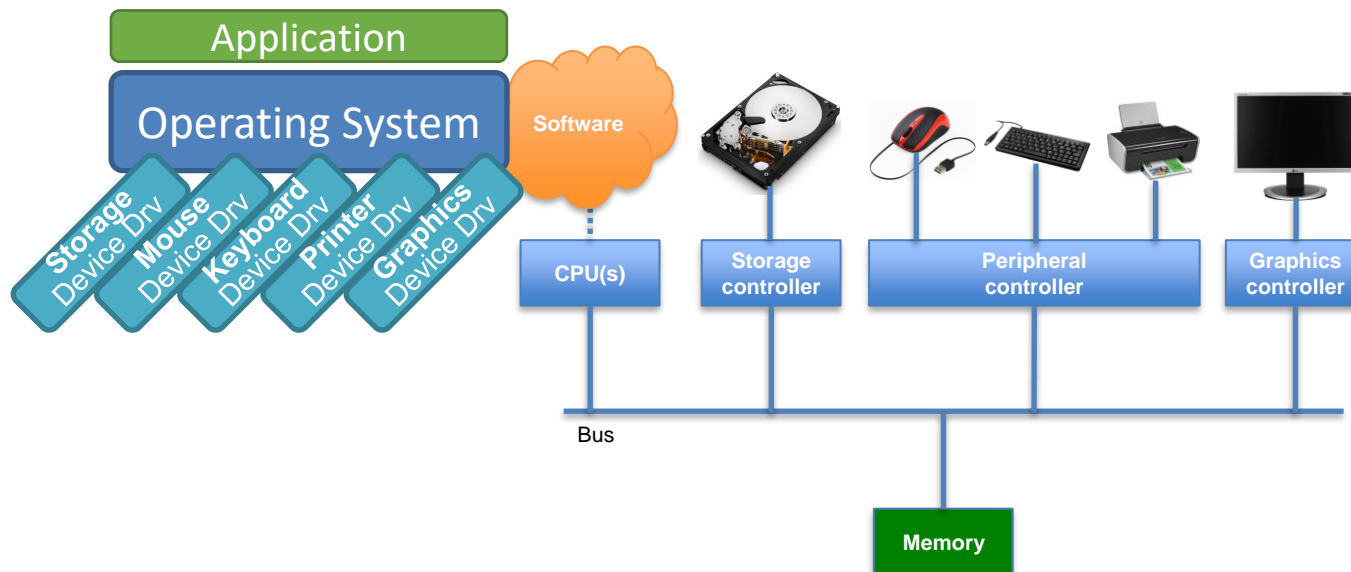 Application
Operating System
Software
Storage
Device Drv
Mouse
Device Drv
Keyboard
Device Drv
Printer
Device Drv
Graphics
Device Drv
CPU(s)
Storage
controller
Peripheral
controller
Graphics
controller
Bus
Memory